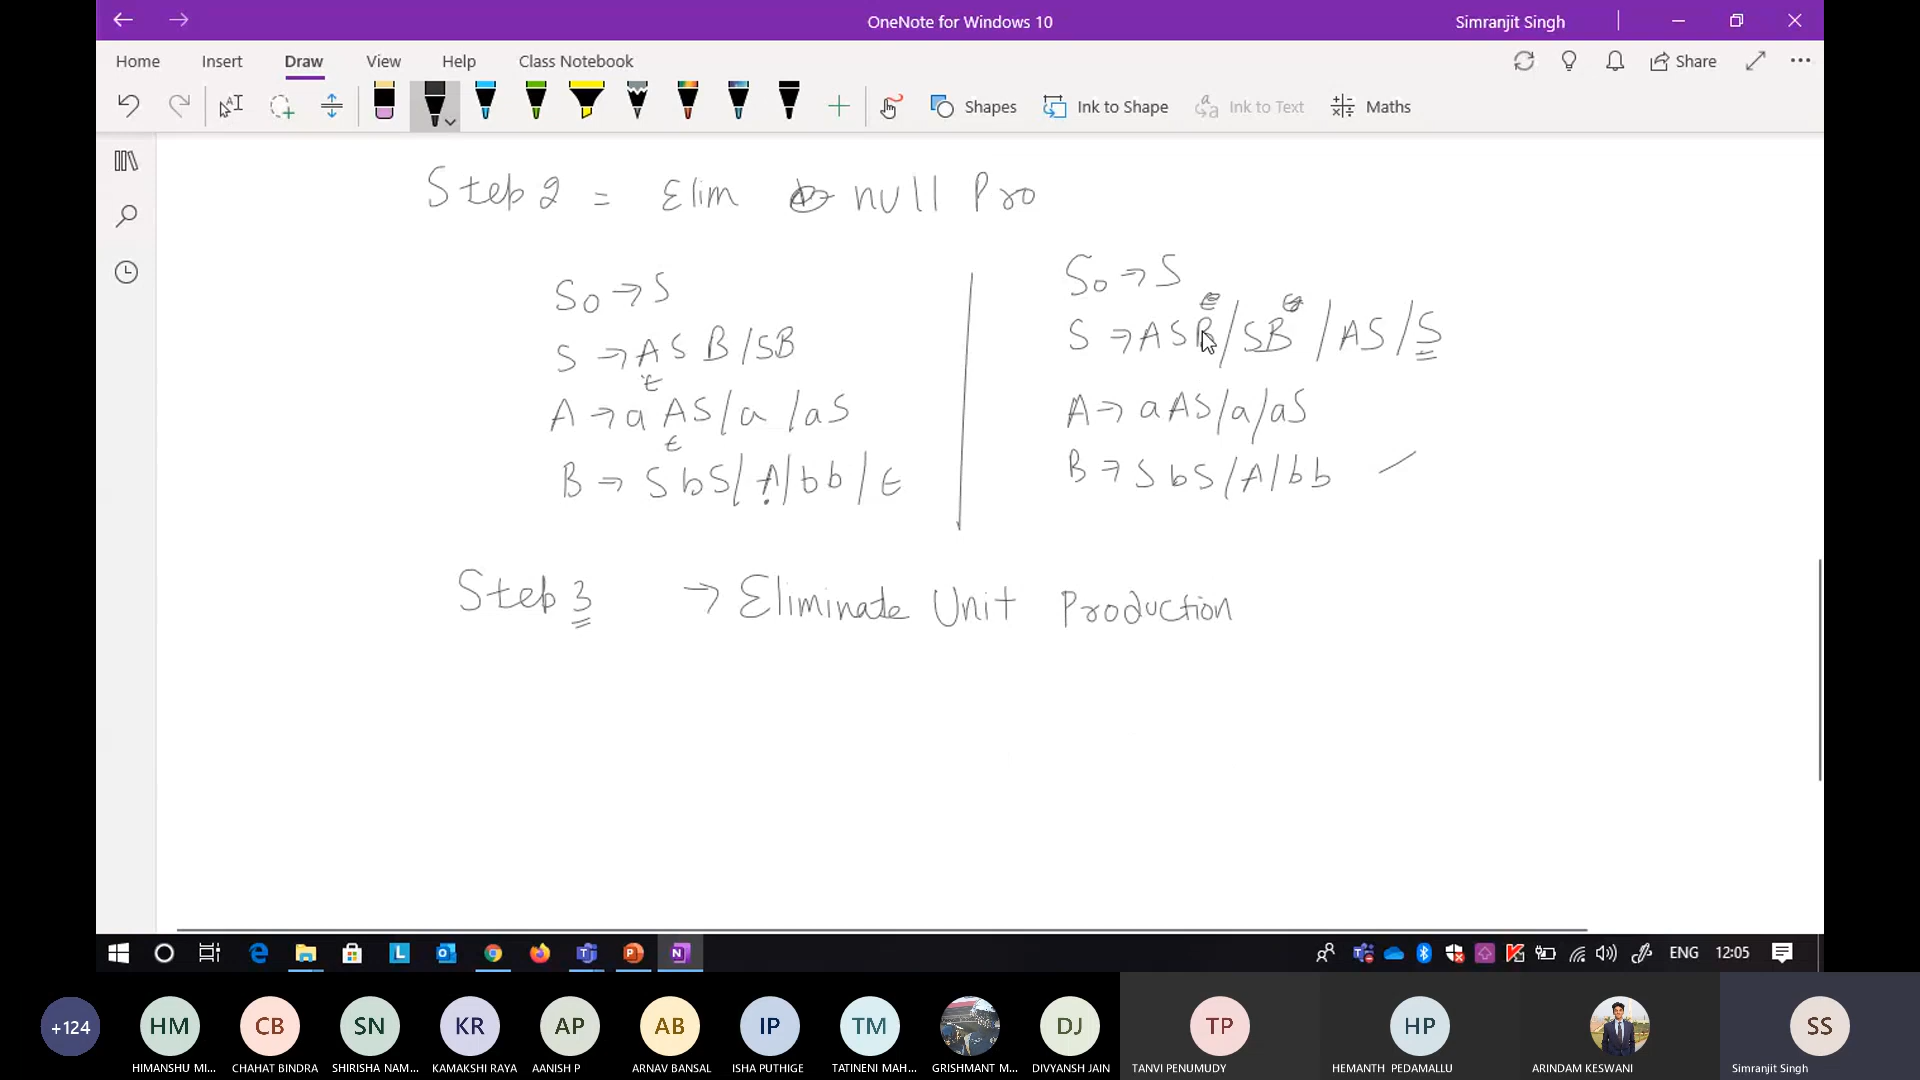 OneNote for Windows 10
Simranjit Singh
Home Insert Draw View Help Class Notebook
Share
Shapes Ink to Shape Ink to Text Maths
Steb 2 = Elim null Pro
S0 → S
S → ASB/SB
ε
A → aAS/a/aS
ε
B → SbS/A/bb/ε
S0 → S
ε
S → ASB/SB/AS/S
A → aAS/a/aS
B → SbS/A/bb
Steb 3 → Eliminate Unit Production
ENG 12:05
+124 HM CB SN KR AP AB IP TM DJ TP HP SS
HIMANSHU MI... CHAHAT BINDRA SHIRISHA NAM... KAMAKSHI RAYA AANISH P ARNAV BANSAL ISHA PUTHIGE TATINENI MAH... GRISHMANT M... DIVYANSH JAIN TANVI PENUMUDY HEMANTH PEDAMALLU ARINDAM KESWANI Simranjit Singh